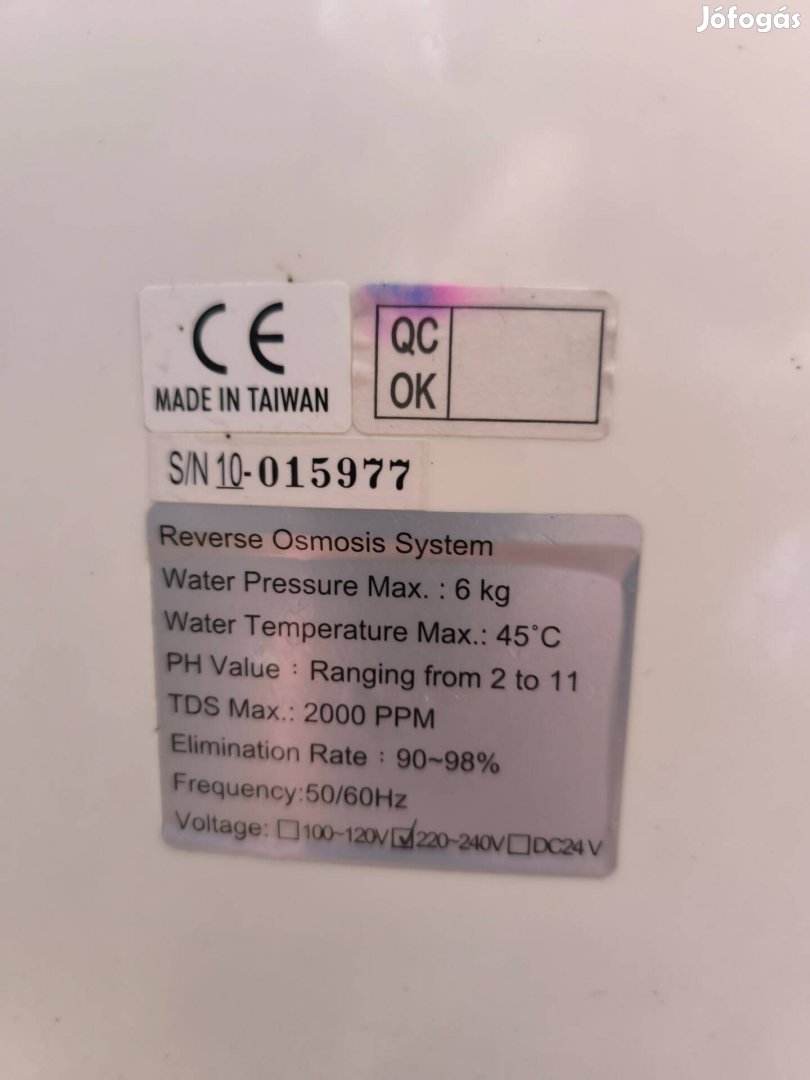 Jófogás
CE
MADE IN TAIWAN
QC
OK
S/N 10-015977
Reverse Osmosis System
Water Pressure Max. : 6 kg
Water Temperature Max.: 45°C
PH Value : Ranging from 2 to 11
TDS Max.: 2000 PPM
Elimination Rate : 90~98%
Frequency:50/60Hz
Voltage: ☐100~120V☑220~240V☐DC24 V